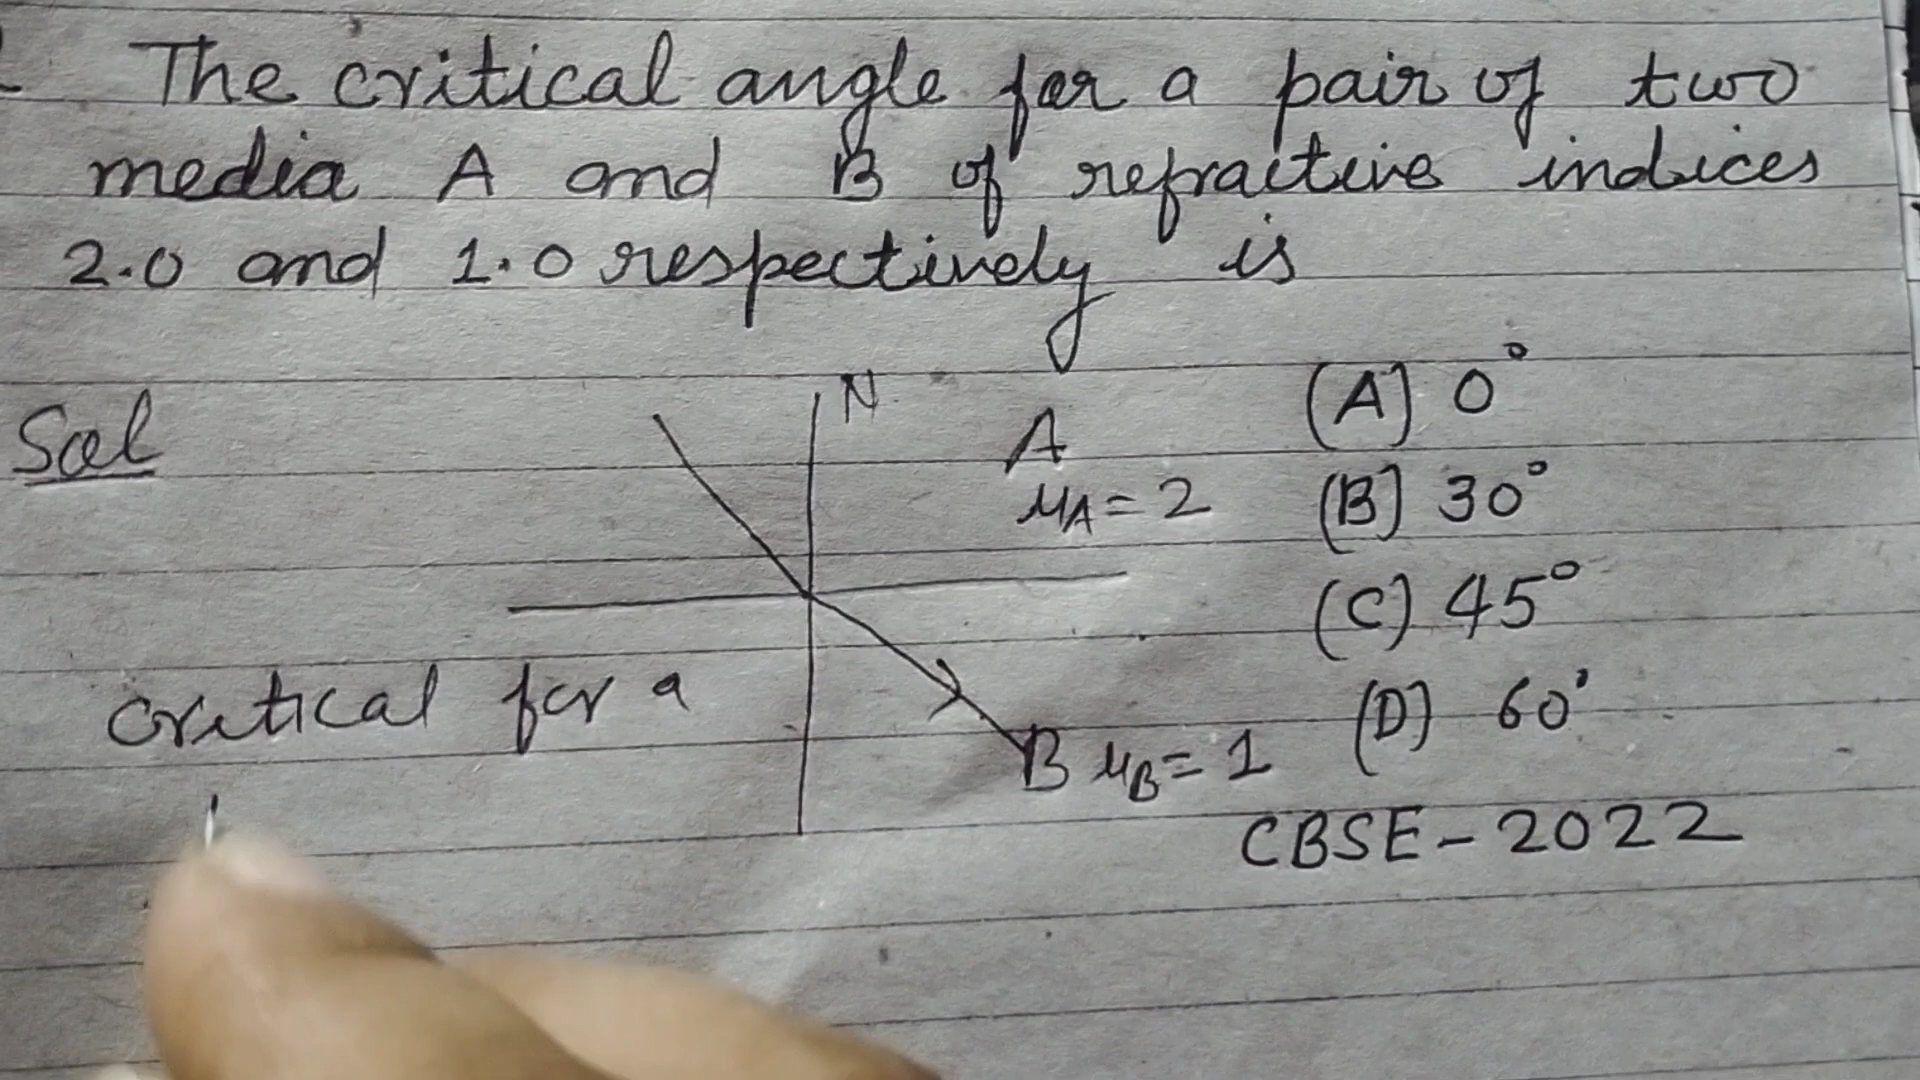 The critical angle for a pair of two
media A and B of refractive indices
2.0 and 1.0 respectively is
Sol
N
A
μA = 2
(A) 0°
(B) 30°
(C) 45°
(D) 60°
critical for a
B μB = 1
CBSE - 2022